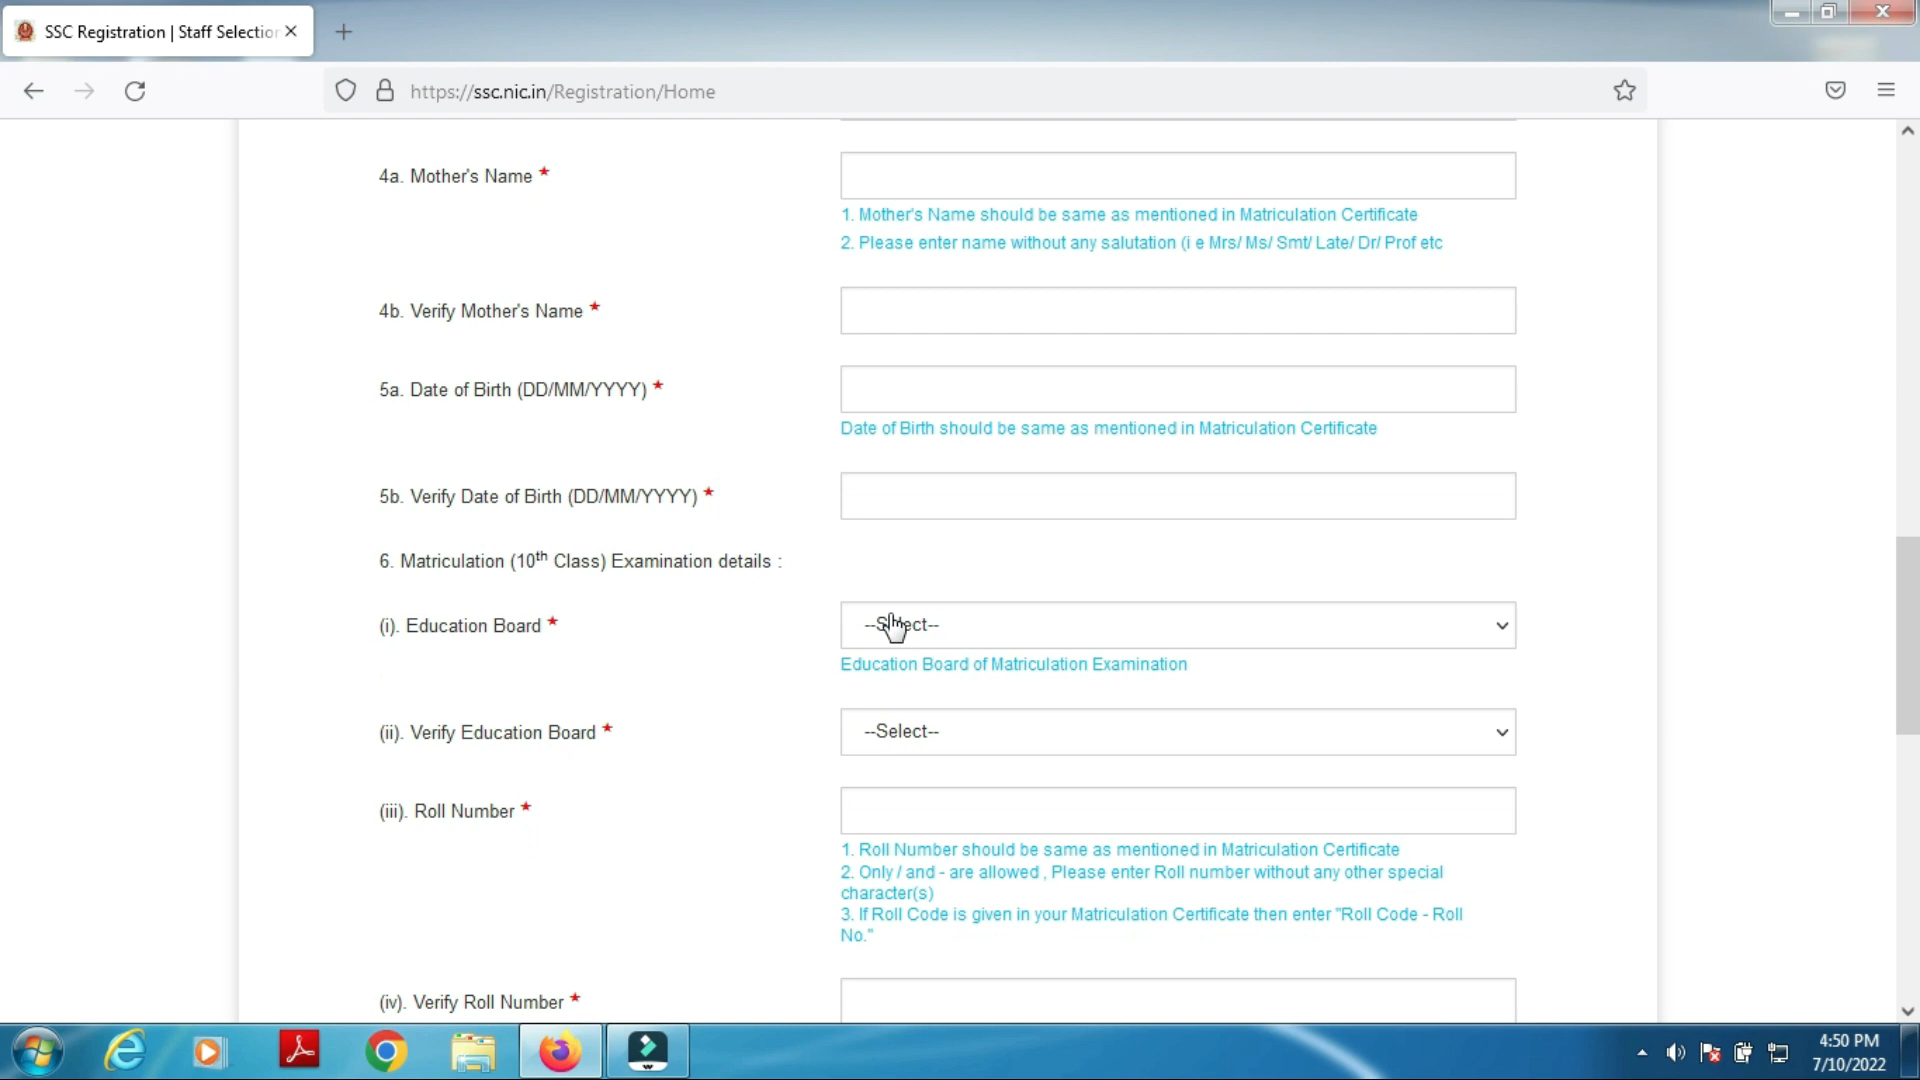 SSC Registration | Staff Selection
https://ssc.nic.in/Registration/Home
4a. Mother's Name *
1. Mother's Name should be same as mentioned in Matriculation Certificate
2. Please enter name without any salutation (i e Mrs/ Ms/ Smt/ Late/ Dr/ Prof etc
4b. Verify Mother's Name *
5a. Date of Birth (DD/MM/YYYY) *
Date of Birth should be same as mentioned in Matriculation Certificate
5b. Verify Date of Birth (DD/MM/YYYY) *
6. Matriculation (10th Class) Examination details :
(i). Education Board *
--Select--
Education Board of Matriculation Examination
(ii). Verify Education Board *
--Select--
(iii). Roll Number *
1. Roll Number should be same as mentioned in Matriculation Certificate
2. Only / and - are allowed , Please enter Roll number without any other special
character(s)
3. If Roll Code is given in your Matriculation Certificate then enter "Roll Code - Roll
No."
(iv). Verify Roll Number *
4:50 PM
7/10/2022